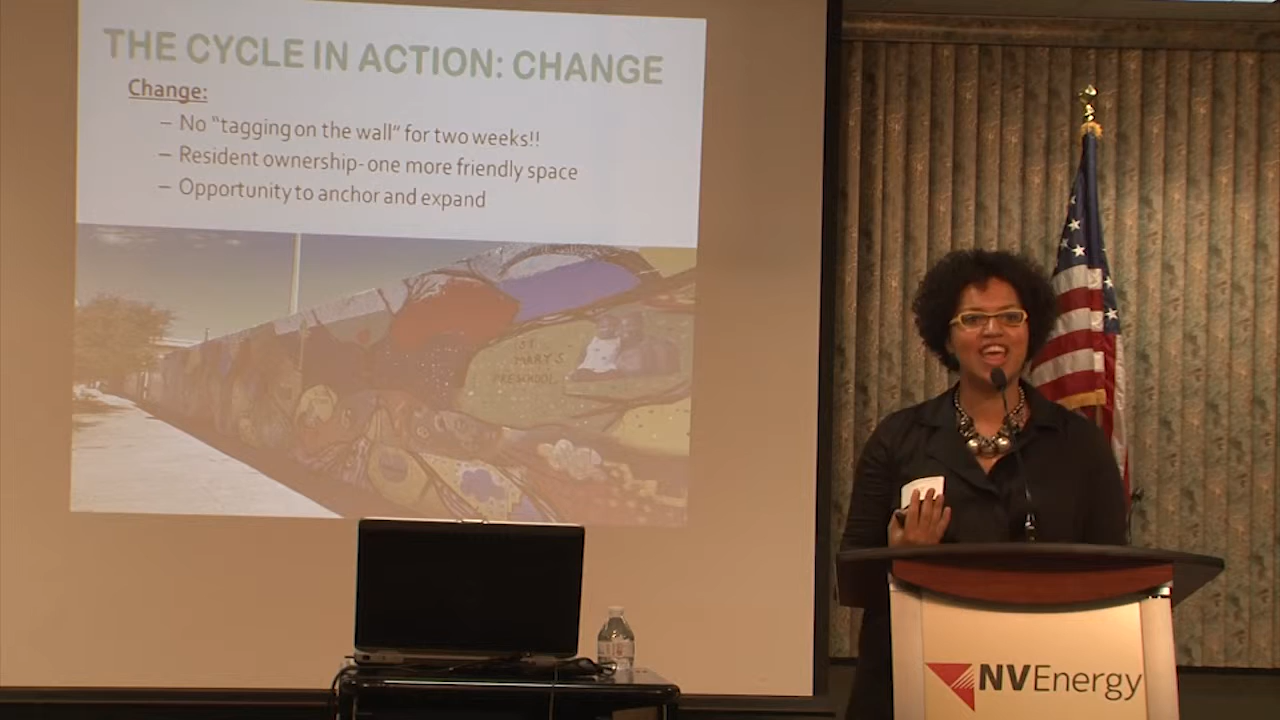 THE CYCLE IN ACTION: CHANGE
Change:
– No “tagging on the wall“ for two weeks!!
– Resident ownership- one more friendly space
– Opportunity to anchor and expand
ST
MARY'S
PRESCHOOL
NVEnergy